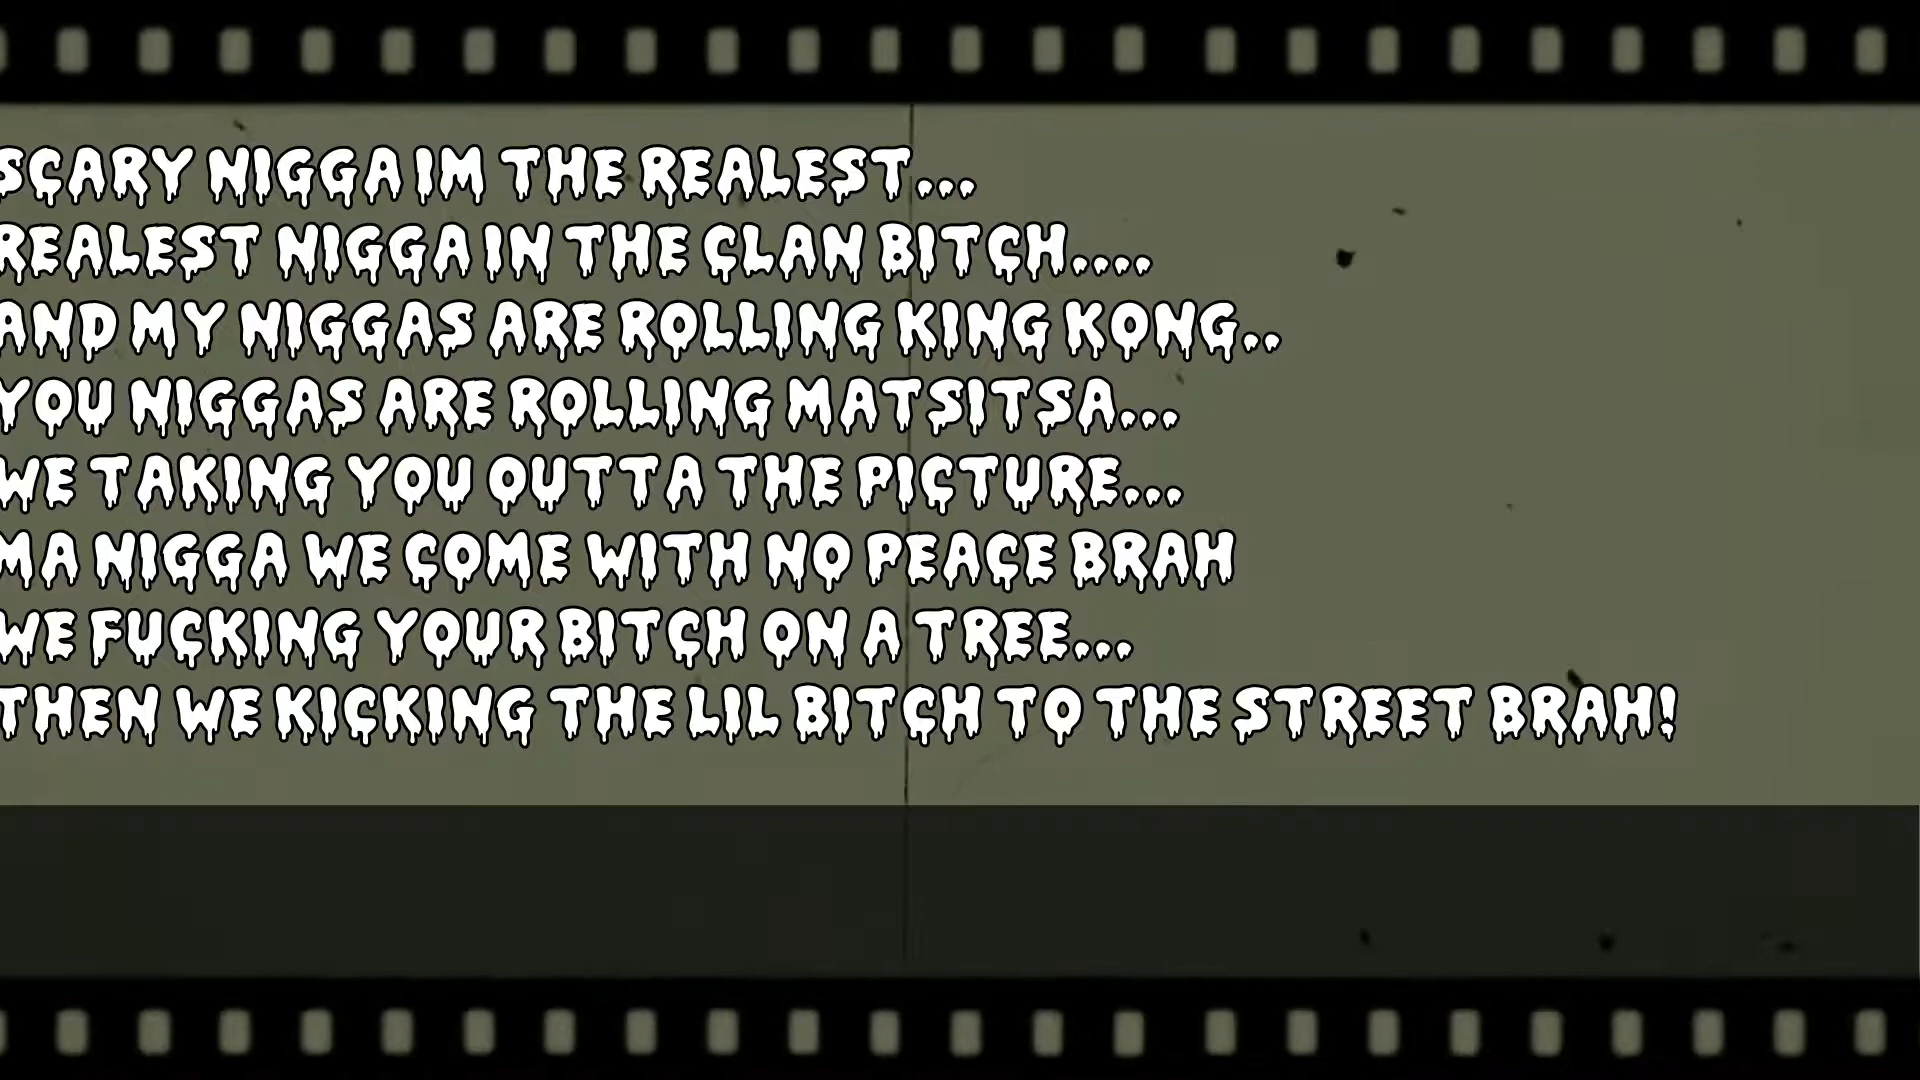 SCARY NIGGA IM THE REALEST...
REALEST NIGGA IN THE CLAN BITCH....
AND MY NIGGAS ARE ROLLING KING KONG..
YOU NIGGAS ARE ROLLING MATSITSA...
WE TAKING YOU OUTTA THE PICTURE...
MA NIGGA WE COME WITH NO PEACE BRAH
WE FUCKING YOUR BITCH ON A TREE...
THEN WE KICKING THE LIL BITCH TO THE STREET BRAH!